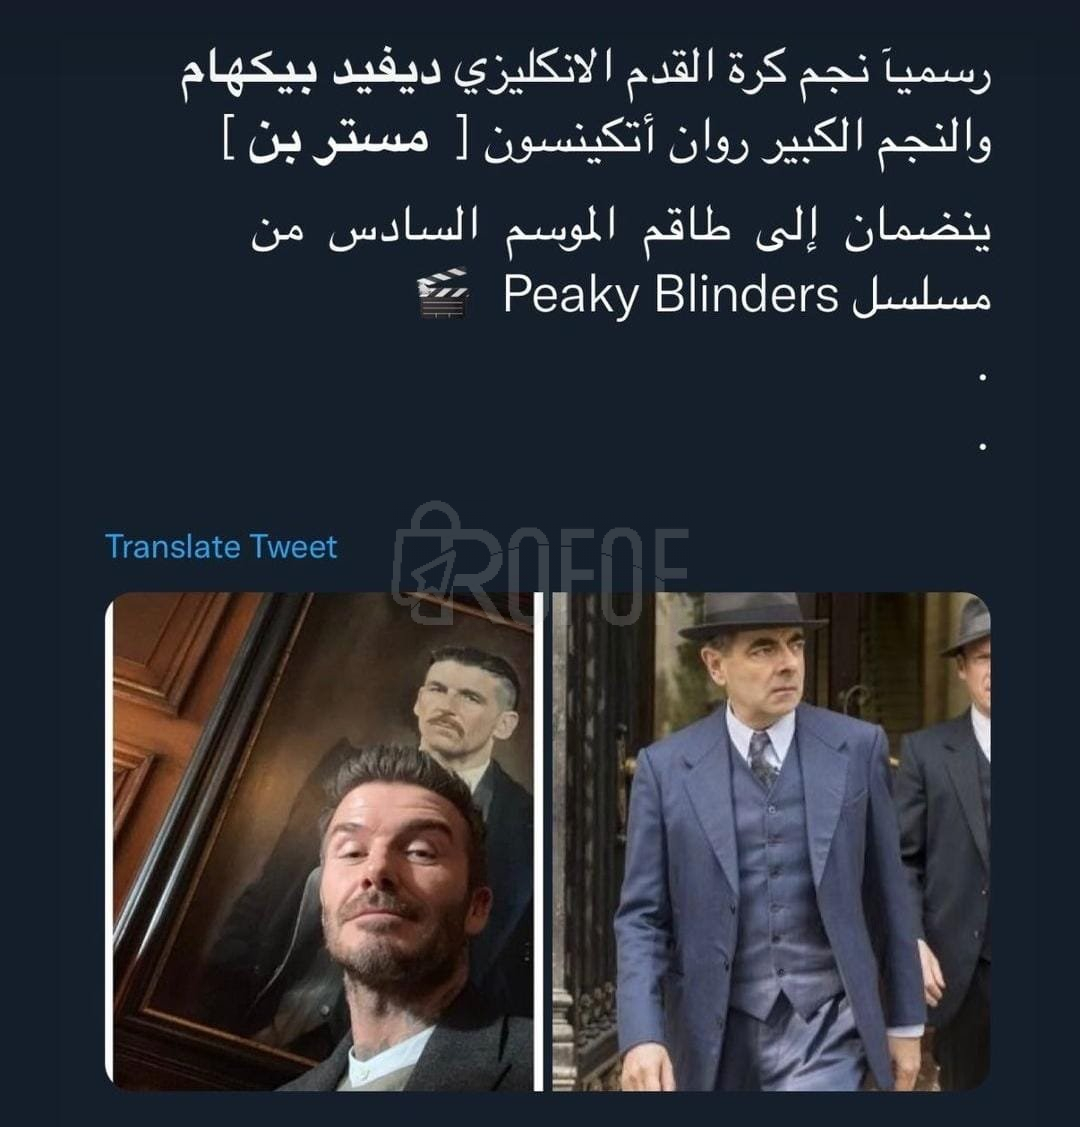 رسمياً نجم كرة القدم الانكليزي ديفيد بيكهام
والنجم الكبير روان أتكينسون [ مستر بن ]
ينضمان إلى طاقم الموسم السادس من
مسلسل Peaky Blinders 🎬
.
.
Translate Tweet
ROFOF